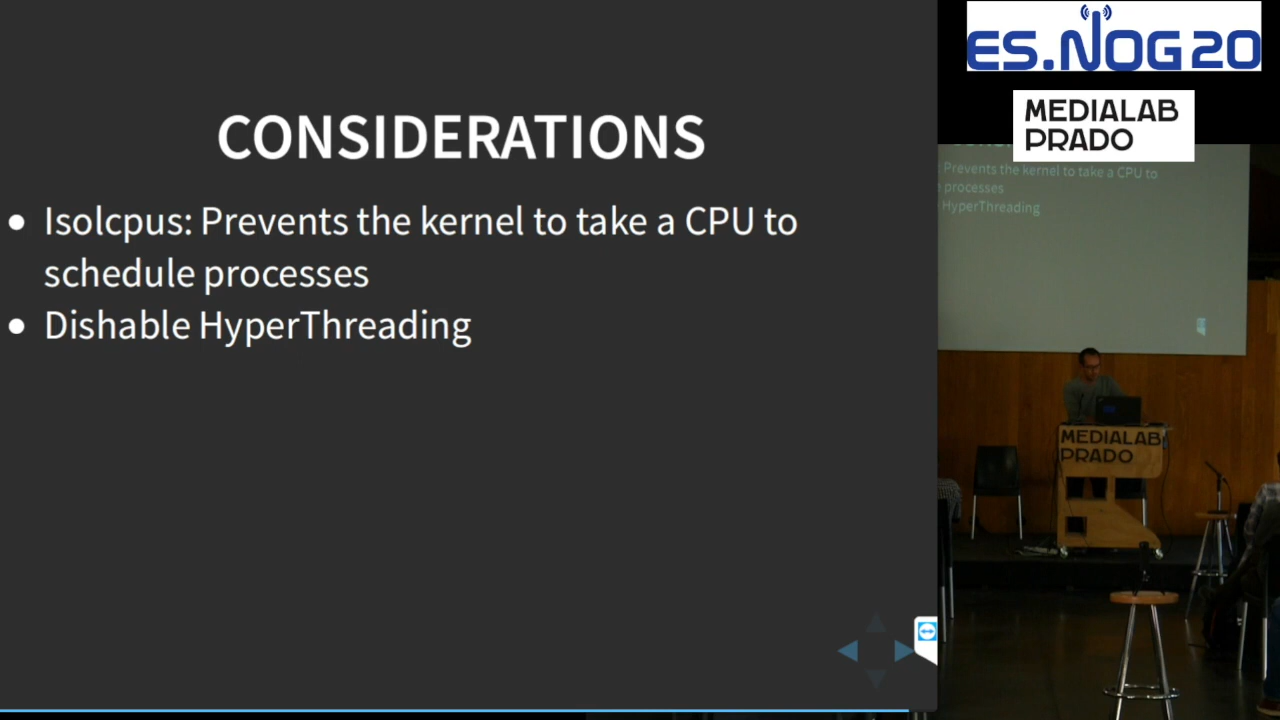 CONSIDERATIONS
Isolcpus: Prevents the kernel to take a CPU to
schedule processes
Dishable HyperThreading
ES.NOG 20
MEDIALAB
PRADO
Prevents the kernel to take a CPU to
processes
HyperThreading
MEDIALAB
PRADO